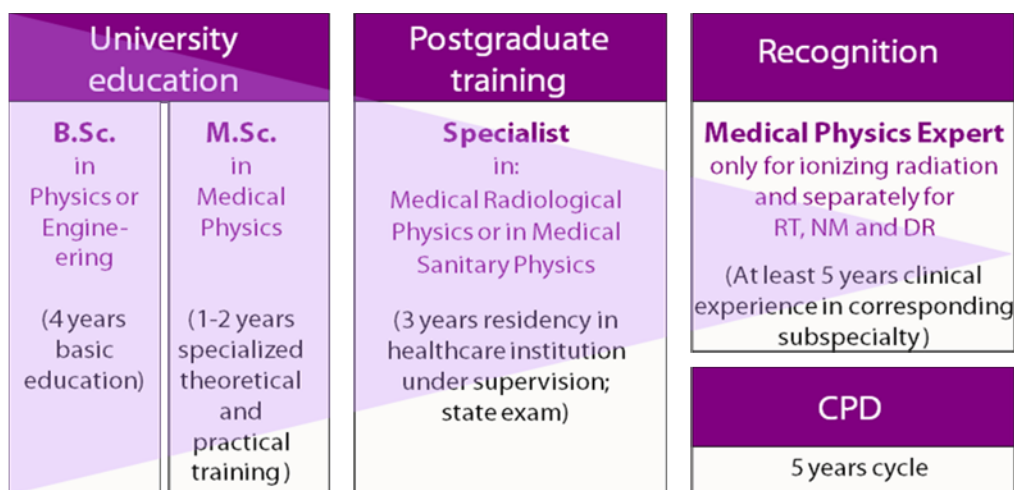 University
education
B.Sc.
in
Physics or
Engine-
ering
(4 years
basic
education)
M.Sc.
in
Medical
Physics
(1-2 years
specialized
theoretical
and
practical
training)
Postgraduate
training
Specialist
in:
Medical Radiological
Physics or in Medical
Sanitary Physics
(3 years residency in
healthcare institution
under supervision;
state exam)
Recognition
Medical Physics Expert
only for ionizing radiation
and separately for
RT, NM and DR
(At least 5 years clinical
experience in corresponding
subspecialty)
CPD
5 years cycle